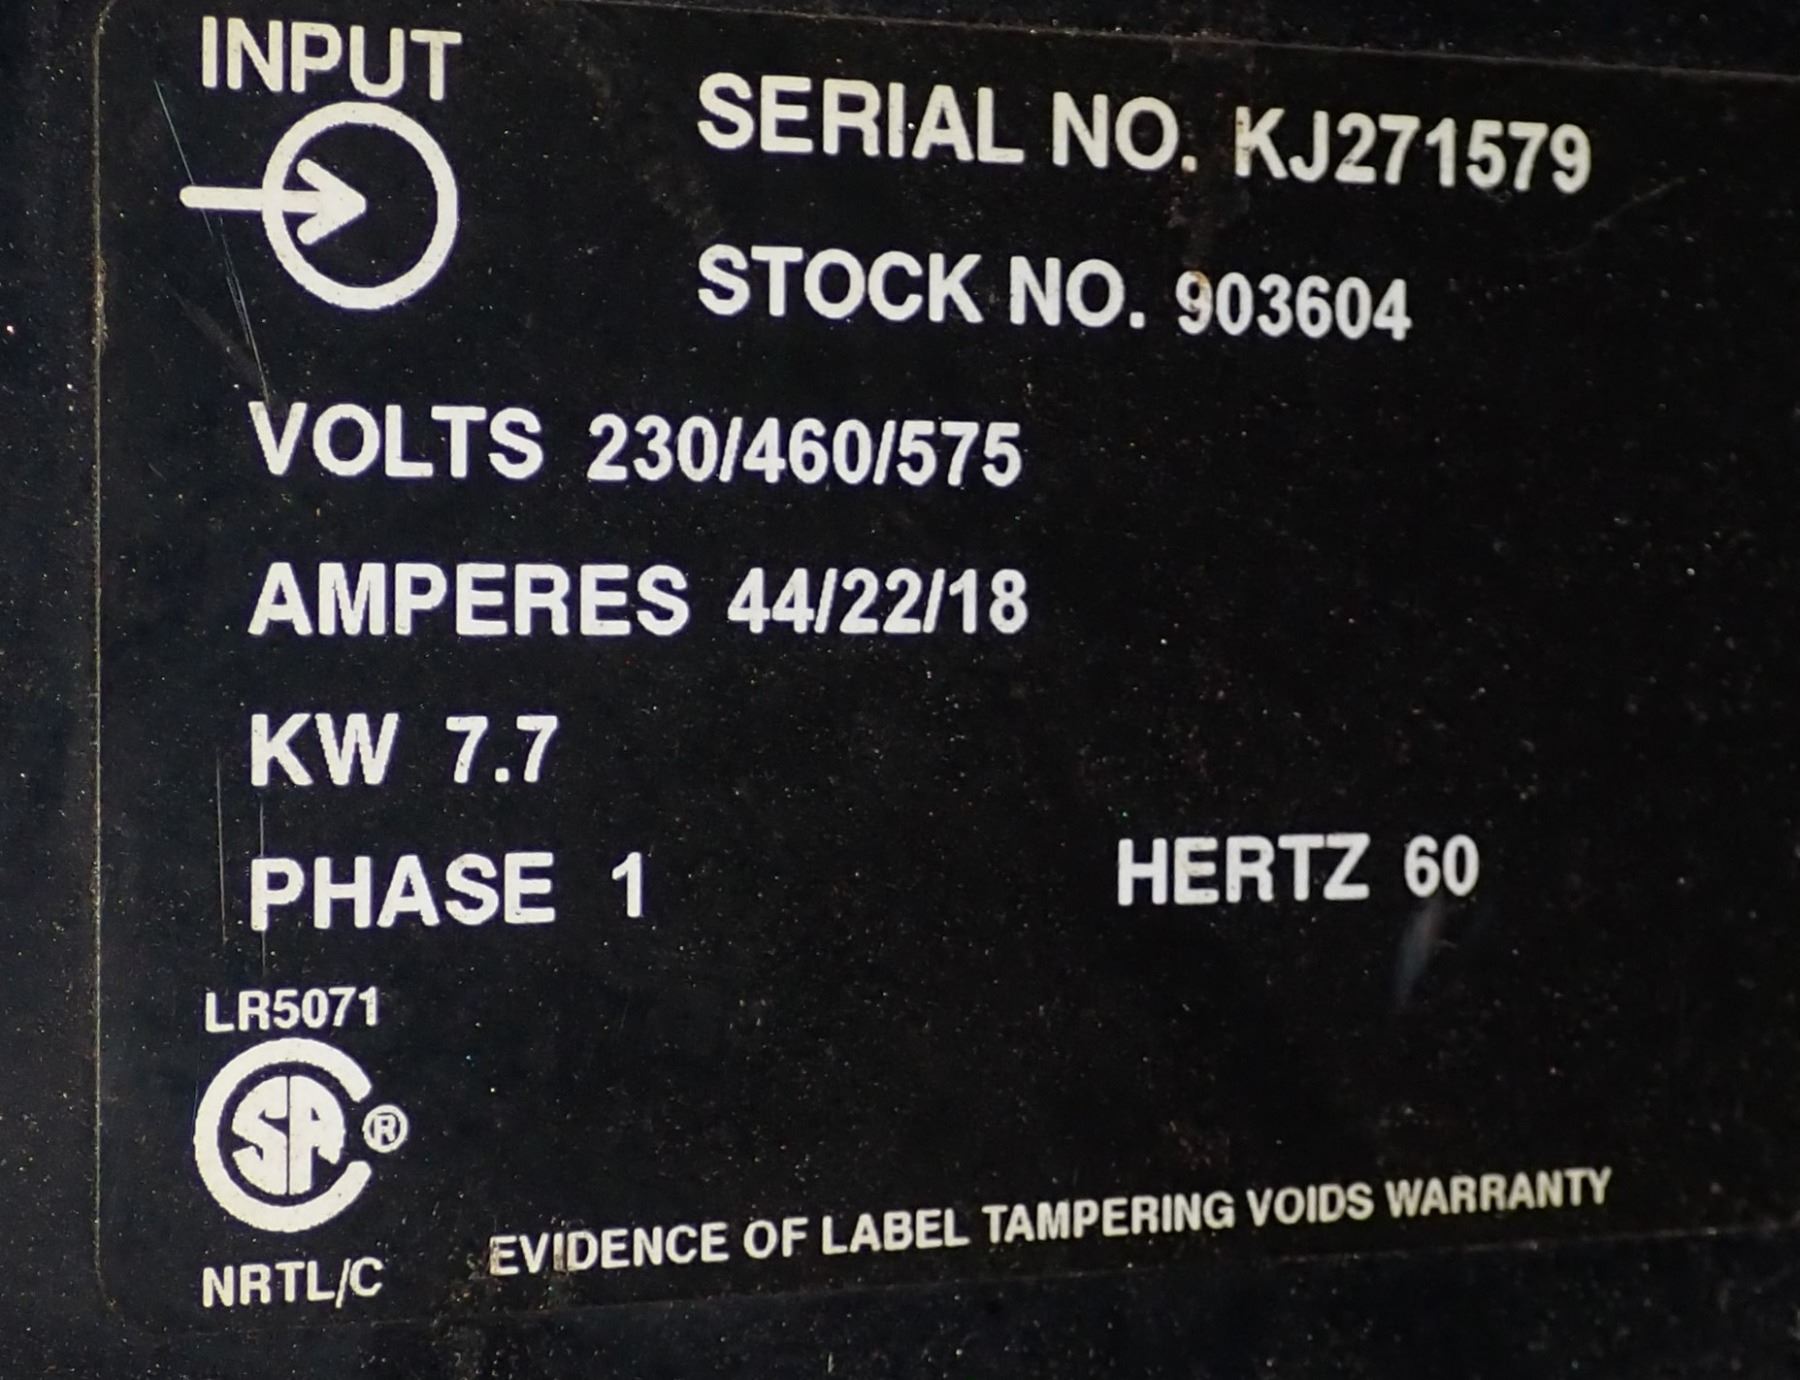 INPUT
SERIAL NO. KJ271579
STOCK NO. 903604
VOLTS 230/460/575
AMPERES 44/22/18
KW 7.7
PHASE 1
HERTZ 60
LR5071
CSA®
NRTL/C
EVIDENCE OF LABEL TAMPERING VOIDS WARRANTY